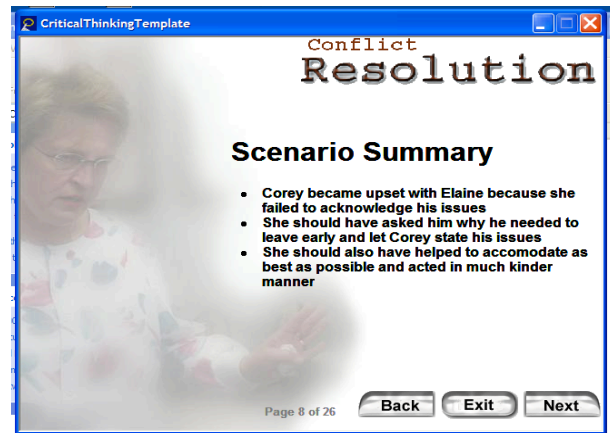 CriticalThinkingTemplate
Conflict
Resolution
Scenario Summary
• Corey became upset with Elaine because she
failed to acknowledge his issues
• She should have asked him why he needed to
leave early and let Corey state his issues
• She should also have helped to accomodate as
best as possible and acted in much kinder
manner
Page 8 of 26
Back
Exit
Next